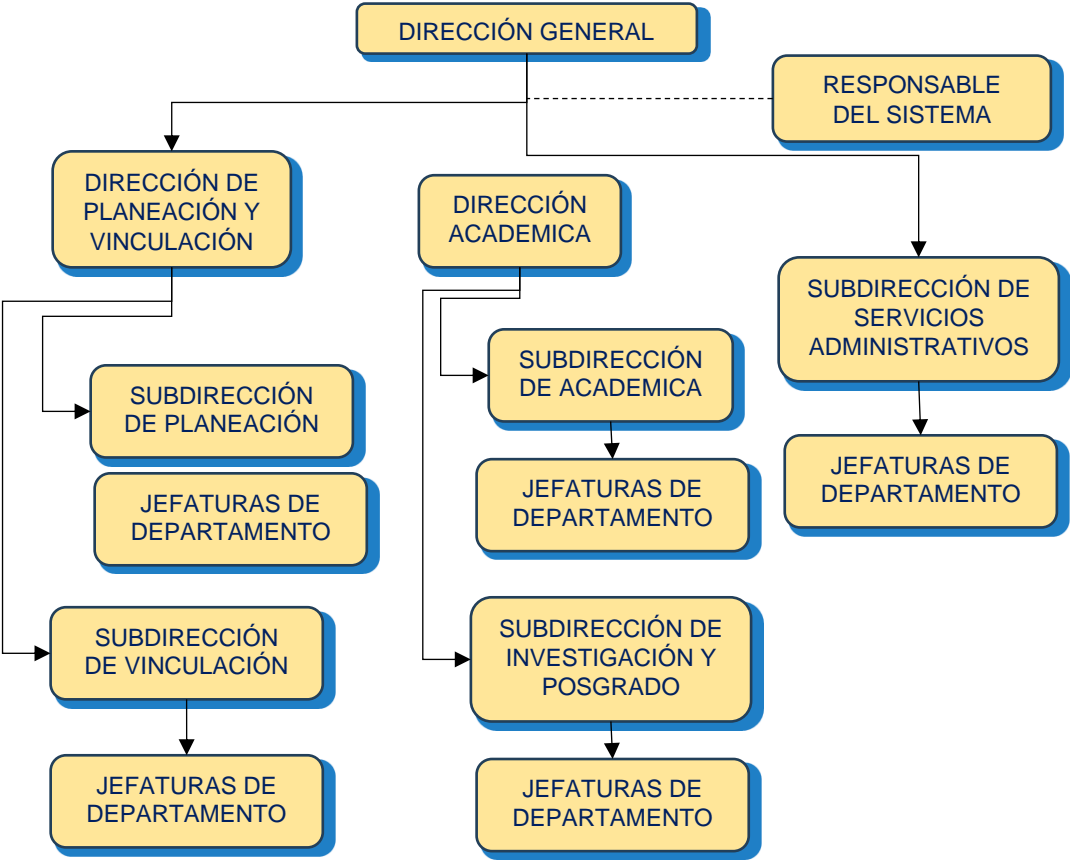 DIRECCIÓN GENERAL
RESPONSABLE
DEL SISTEMA
DIRECCIÓN DE
PLANEACIÓN Y
VINCULACIÓN
DIRECCIÓN
ACADEMICA
SUBDIRECCIÓN DE
SERVICIOS
ADMINISTRATIVOS
SUBDIRECCIÓN
DE PLANEACIÓN
SUBDIRECCIÓN
DE ACADEMICA
JEFATURAS DE
DEPARTAMENTO
JEFATURAS DE
DEPARTAMENTO
JEFATURAS DE
DEPARTAMENTO
SUBDIRECCIÓN
DE VINCULACIÓN
SUBDIRECCIÓN DE
INVESTIGACIÓN Y
POSGRADO
JEFATURAS DE
DEPARTAMENTO
JEFATURAS DE
DEPARTAMENTO